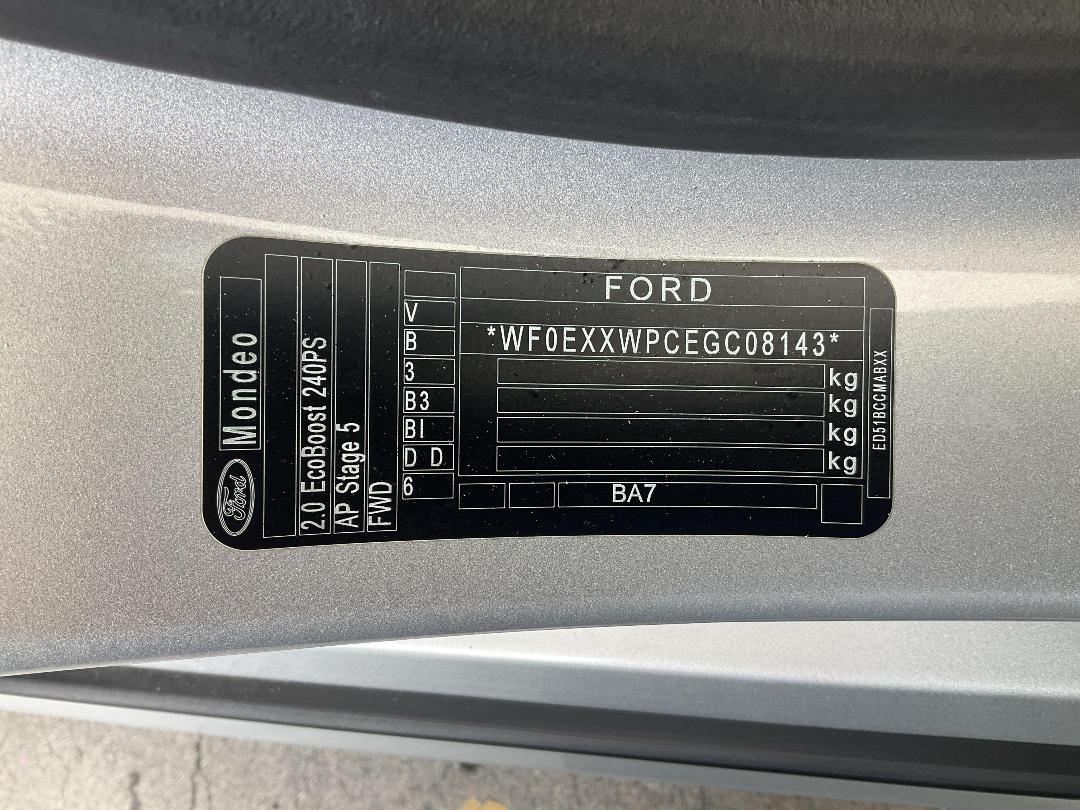 Ford
Mondeo
2.0 EcoBoost 240PS
AP Stage 5
FWD
V
B
3
B3
BI
D D
6
FORD
*WF0EXXWPCEGC08143*
kg
kg
kg
kg
BA7
ED51BCCMABXX